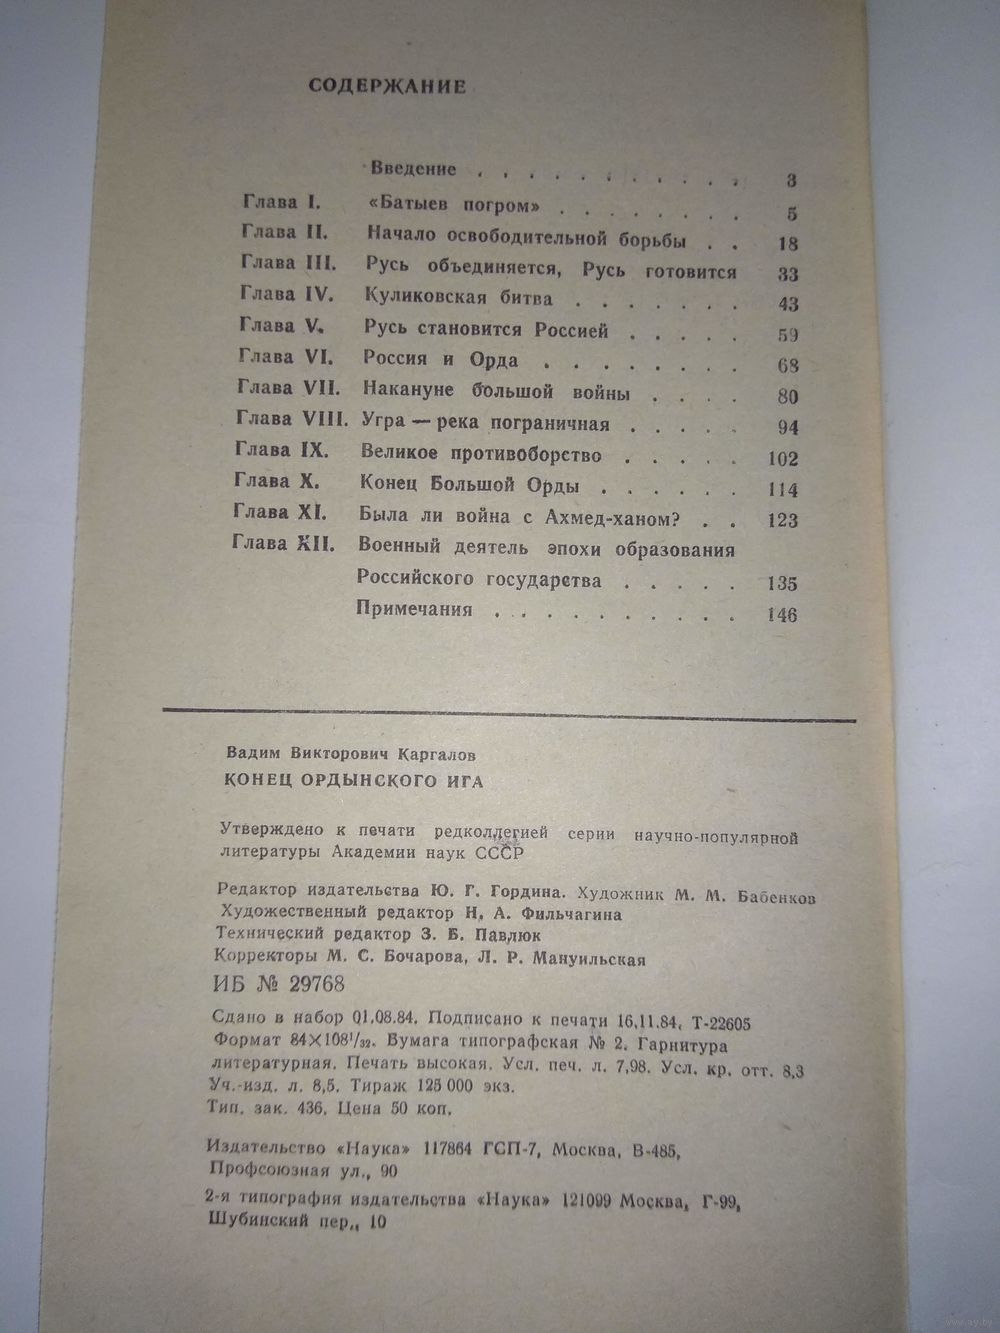 СОДЕРЖАНИЕ
Введение . . . . . . . . . . . 3
Глава I. «Батыев погром» . . . . . . . . 5
Глава II. Начало освободительной борьбы . . 18
Глава III. Русь объединяется, Русь готовится 33
Глава IV. Куликовская битва . . . . . . . 43
Глава V. Русь становится Россией . . . . . 59
Глава VI. Россия и Орда . . . . . . . . 68
Глава VII. Накануне большой войны . . . . 80
Глава VIII. Угра — река пограничная . . . . . 94
Глава IX. Великое противоборство . . . . . 102
Глава X. Конец Большой Орды . . . . . . 114
Глава XI. Была ли война с Ахмед-ханом? . . 123
Глава XII. Военный деятель эпохи образования
Российского государства . . . . . 135
Примечания . . . . . . . . . . 146
Вадим Викторович Каргалов
КОНЕЦ ОРДЫНСКОГО ИГА
Утверждено к печати редколлегией серии научно-популярной
литературы Академии наук СССР
Редактор издательства Ю. Г. Гордина. Художник М. М. Бабенков
Художественный редактор Н. А. Фильчагина
Технический редактор З. Б. Павлюк
Корректоры М. С. Бочарова, Л. Р. Мануильская
ИБ № 29768
Сдано в набор 01.08.84. Подписано к печати 16.11.84. Т-22605
Формат 84×108¹/₃₂. Бумага типографская № 2. Гарнитура
литературная. Печать высокая. Усл. печ. л. 7,98. Усл. кр. отт. 8,3
Уч.-изд. л. 8,5. Тираж 125 000 экз.
Тип. зак. 436. Цена 50 коп.
Издательство «Наука» 117864 ГСП-7, Москва, В-485,
Профсоюзная ул., 90
2-я типография издательства «Наука» 121099 Москва, Г-99,
Шубинский пер., 10
www.ay.by